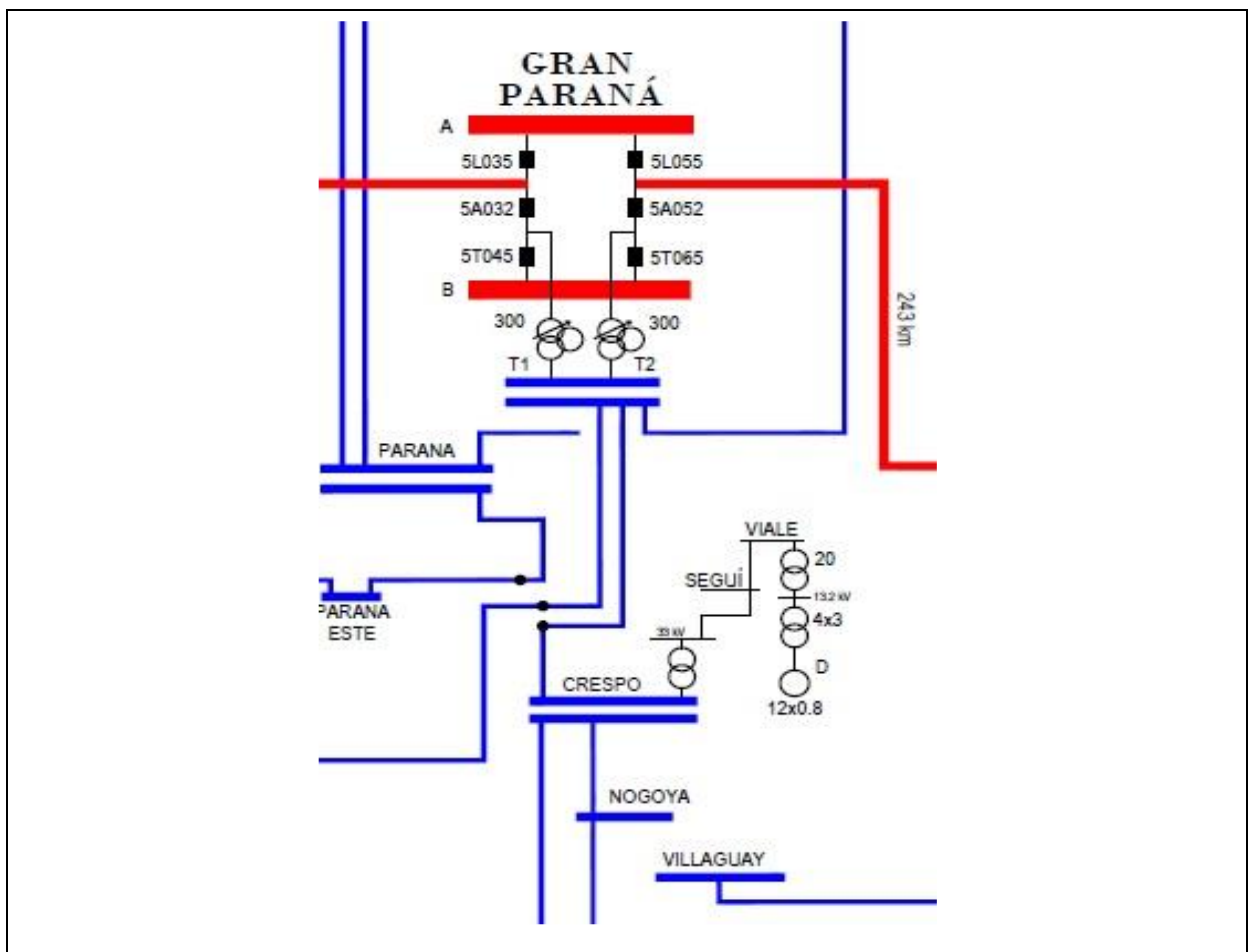 GRAN
PARANÁ
A
5L035
5L055
5A032
5A052
5T045
5T065
B
300
300
243 km
T1
T2
PARANA
VIALE
20
SEGUÍ
13.2 kV
4x3
PARANA
ESTE
33 kV
D
CRESPO
12x0.8
NOGOYA
VILLAGUAY